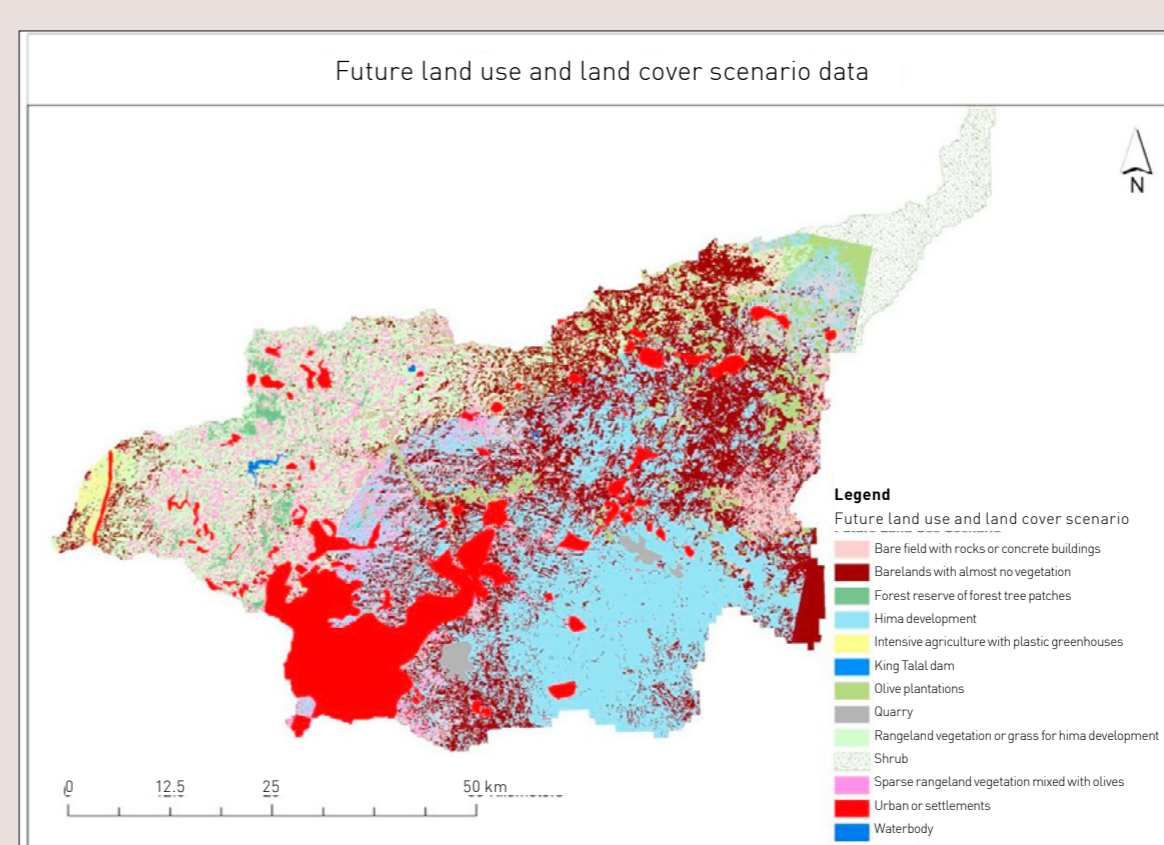 Future land use and land cover scenario data
N
Legend
Future land use and land cover scenario
Bare field with rocks or concrete buildings
Barelands with almost no vegetation
Forest reserve of forest tree patches
Hima development
Intensive agriculture with plastic greenhouses
King Talal dam
Olive plantations
Quarry
Rangeland vegetation or grass for hima development
Shrub
Sparse rangeland vegetation mixed with olives
Urban or settlements
Waterbody
0 12.5 25 50 km